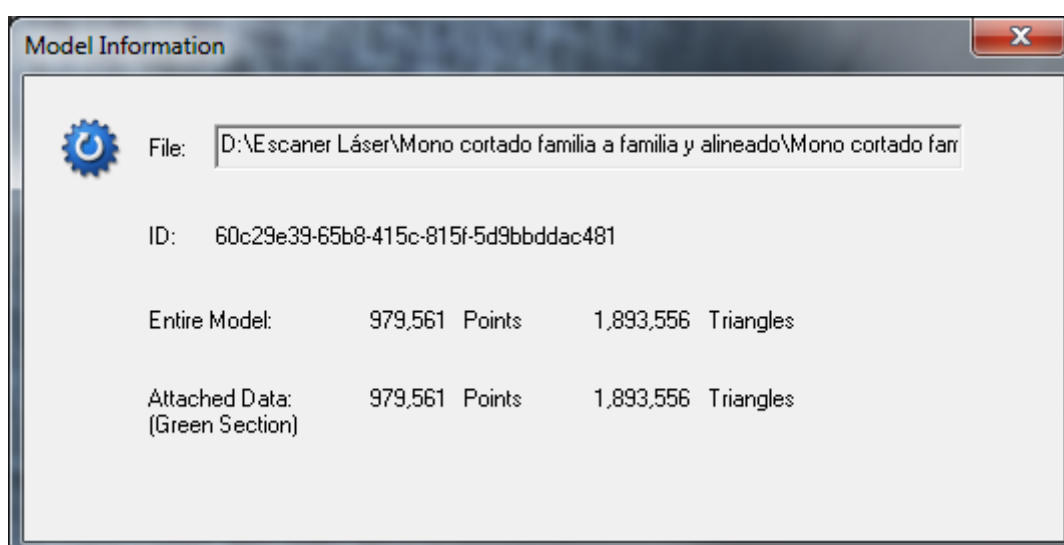 Model Information
File: D:\Escaner Láser\Mono cortado familia a familia y alineado\Mono cortado fam
ID: 60c29e39-65b8-415c-815f-5d9bbddac481
Entire Model: 979,561 Points 1,893,556 Triangles
Attached Data: 979,561 Points 1,893,556 Triangles
(Green Section)